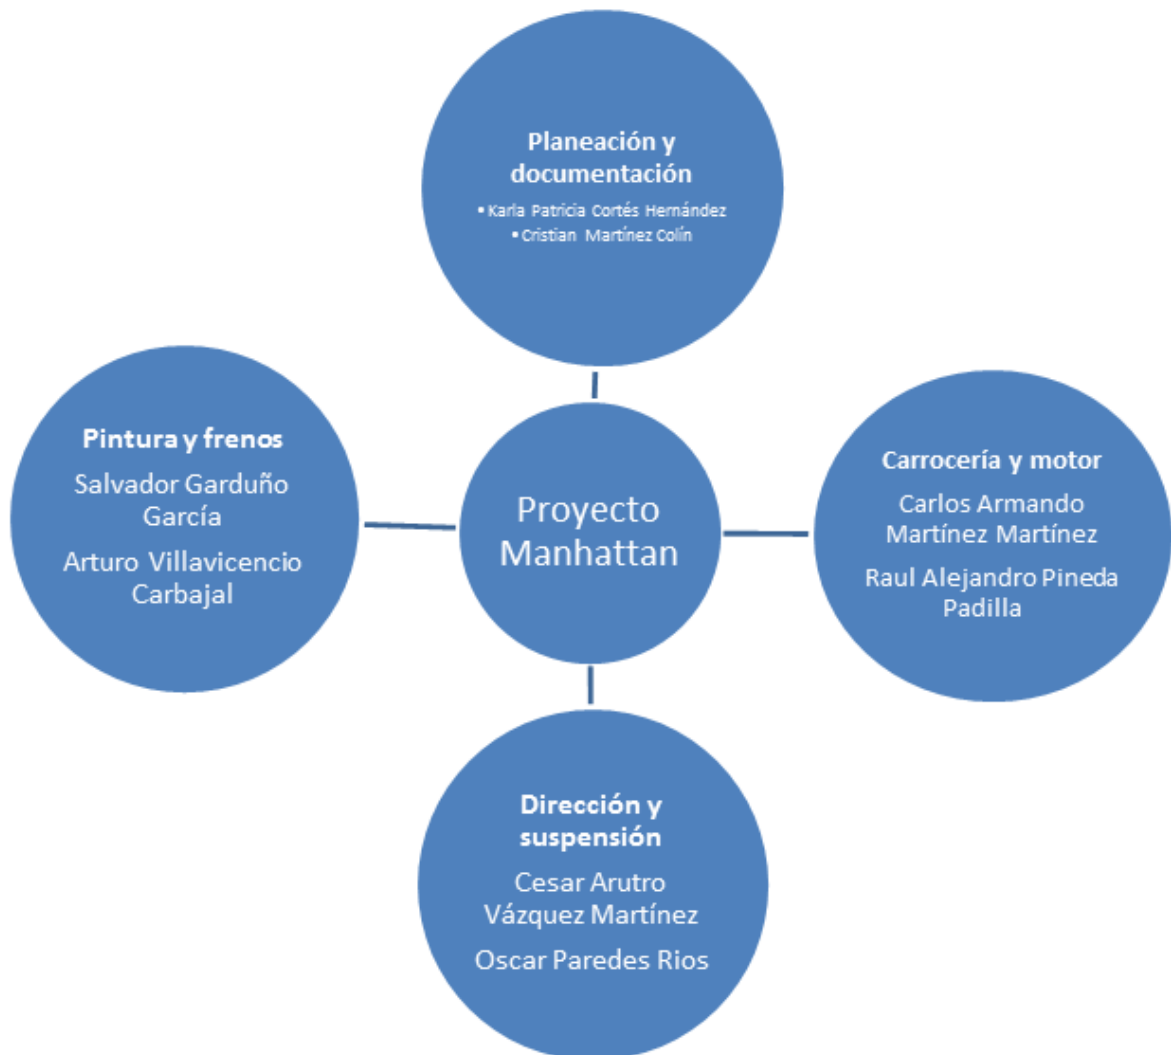 Planeación y
documentación
▪ Karla Patricia Cortés Hernández
▪ Cristian Martínez Colín
Pintura y frenos
Salvador Garduño
García
Arturo Villavicencio
Carbajal
Proyecto
Manhattan
Carrocería y motor
Carlos Armando
Martínez Martínez
Raul Alejandro Pineda
Padilla
Dirección y
suspensión
Cesar Arutro
Vázquez Martínez
Oscar Paredes Rios